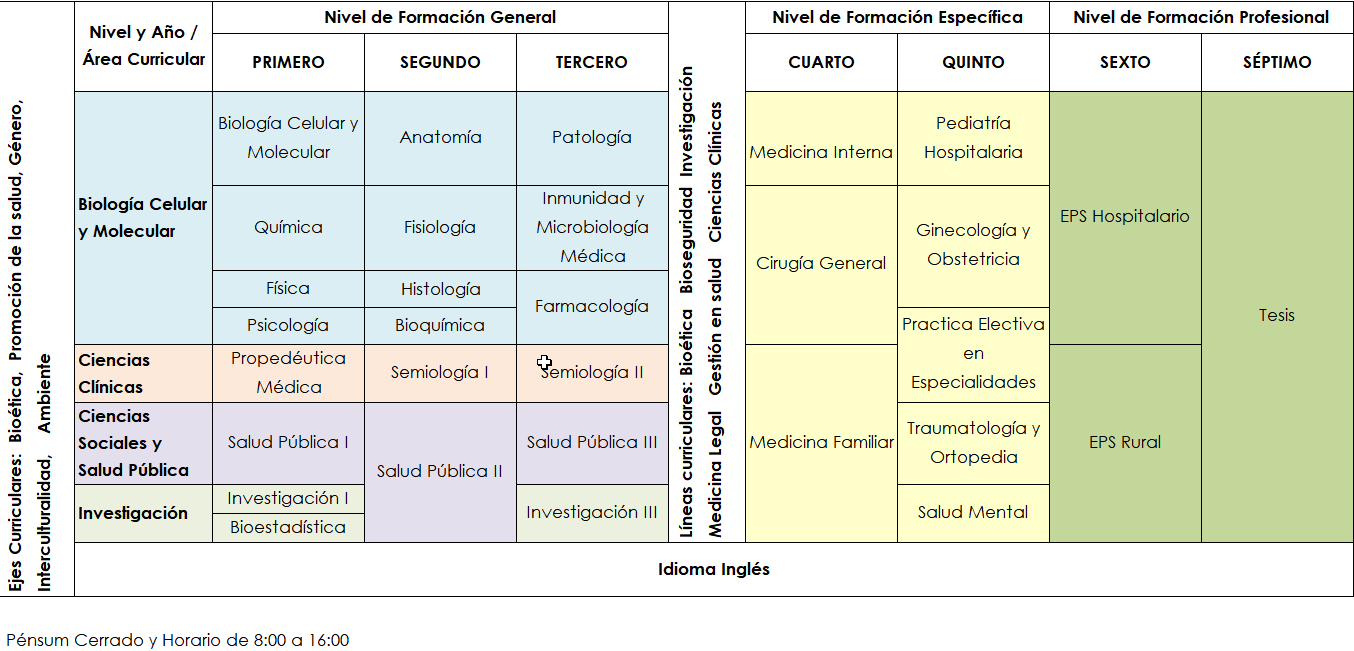 Ejes Curriculares: Bioética, Promoción de la salud, Género,
Interculturalidad, Ambiente
Nivel y Año /
Área Curricular
Nivel de Formación General
PRIMERO
SEGUNDO
TERCERO
Líneas curriculares: Bioética Bioseguridad Investigación
Medicina Legal Gestión en salud Ciencias Clínicas
Nivel de Formación Específica
CUARTO
QUINTO
Nivel de Formación Profesional
SEXTO
SÉPTIMO
Biología Celular
y Molecular
Biología Celular y
Molecular
Anatomía
Patología
Medicina Interna
Pediatría
Hospitalaria
EPS Hospitalario
Tesis
Química
Fisiología
Inmunidad y
Microbiología
Médica
Cirugía General
Ginecología y
Obstetricia
Física
Histología
Farmacología
Psicología
Bioquímica
Practica Electiva
en
Especialidades
Ciencias
Clínicas
Propedéutica
Médica
Semiología I
Semiología II
Medicina Familiar
EPS Rural
Ciencias
Sociales y
Salud Pública
Salud Pública I
Salud Pública II
Salud Pública III
Traumatología y
Ortopedia
Investigación
Investigación I
Bioestadística
Investigación III
Salud Mental
Idioma Inglés
Pénsum Cerrado y Horario de 8:00 a 16:00